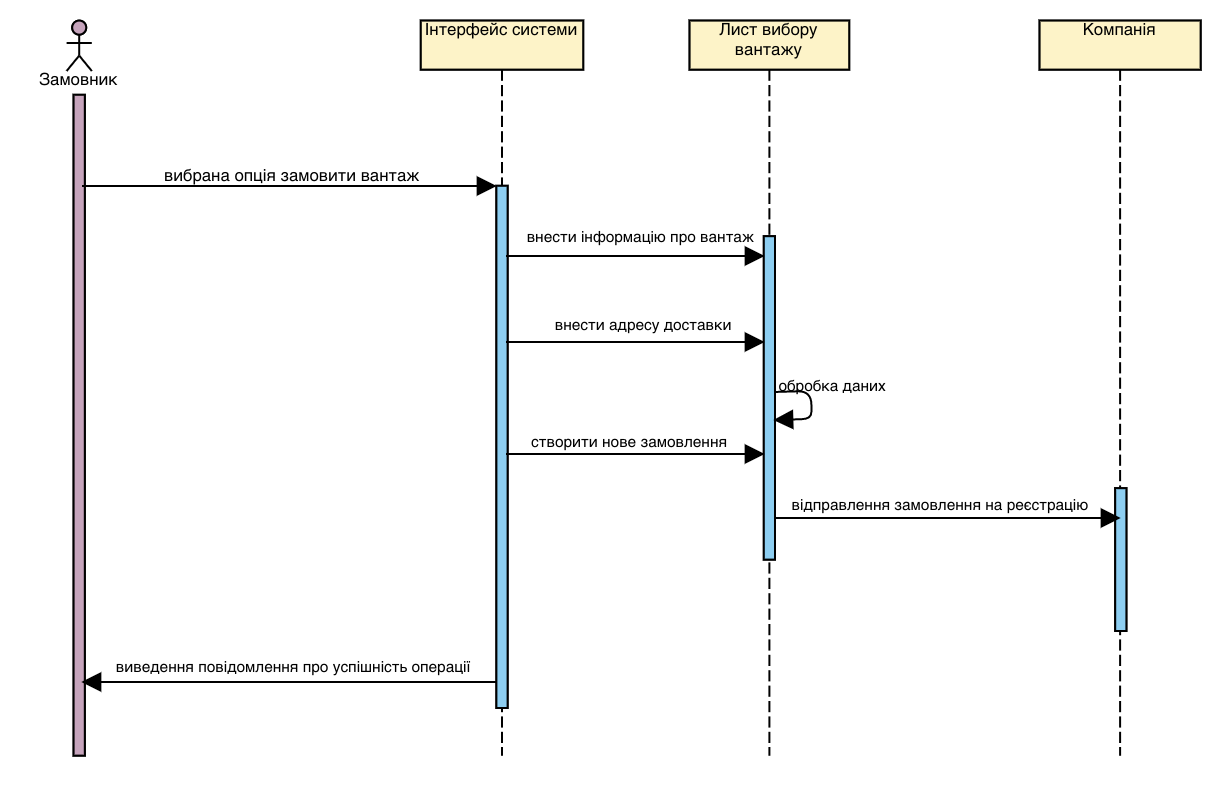 Замовник
Інтерфейс системи
Лист вибору
вантажу
Компанія
вибрана опція замовити вантаж
внести інформацію про вантаж
внести адресу доставки
обробка даних
створити нове замовлення
відправлення замовлення на реєстрацію
виведення повідомлення про успішність операції